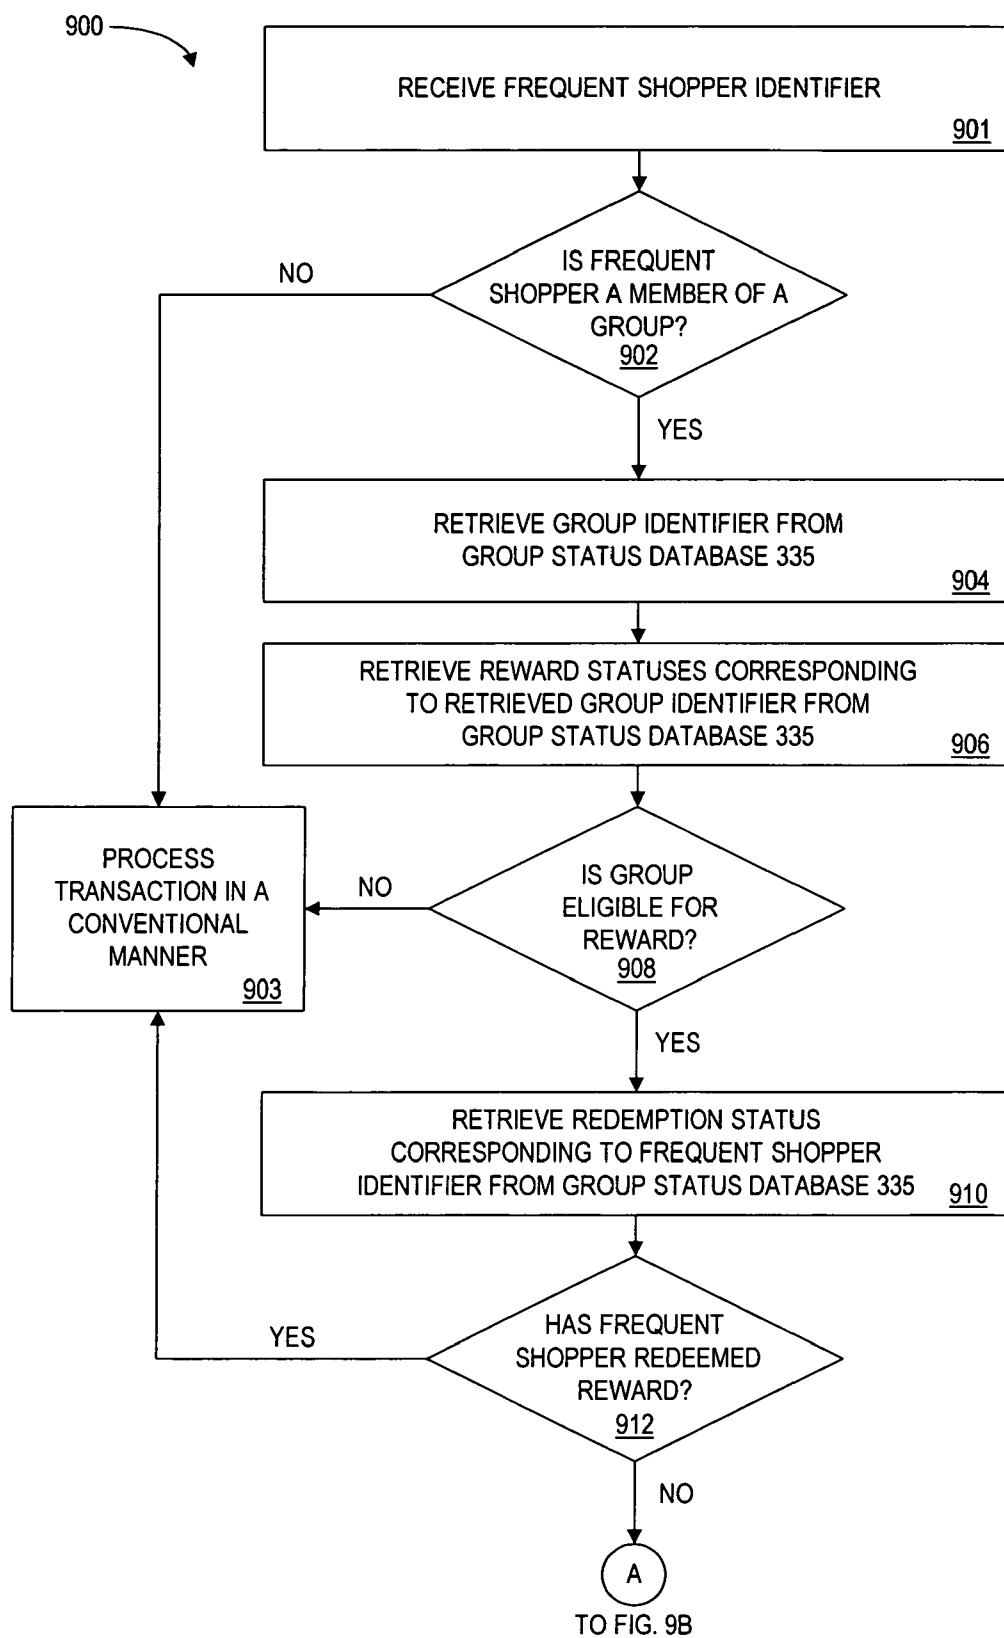 900
RECEIVE FREQUENT SHOPPER IDENTIFIER
901
IS FREQUENT
SHOPPER A MEMBER OF A
GROUP?
902
NO
YES
RETRIEVE GROUP IDENTIFIER FROM
GROUP STATUS DATABASE 335
904
RETRIEVE REWARD STATUSES CORRESPONDING
TO RETRIEVED GROUP IDENTIFIER FROM
GROUP STATUS DATABASE 335
906
PROCESS
TRANSACTION IN A
CONVENTIONAL
MANNER
903
NO
IS GROUP
ELIGIBLE FOR
REWARD?
908
YES
RETRIEVE REDEMPTION STATUS
CORRESPONDING TO FREQUENT SHOPPER
IDENTIFIER FROM GROUP STATUS DATABASE 335
910
YES
HAS FREQUENT
SHOPPER REDEEMED
REWARD?
912
NO
A
TO FIG. 9B